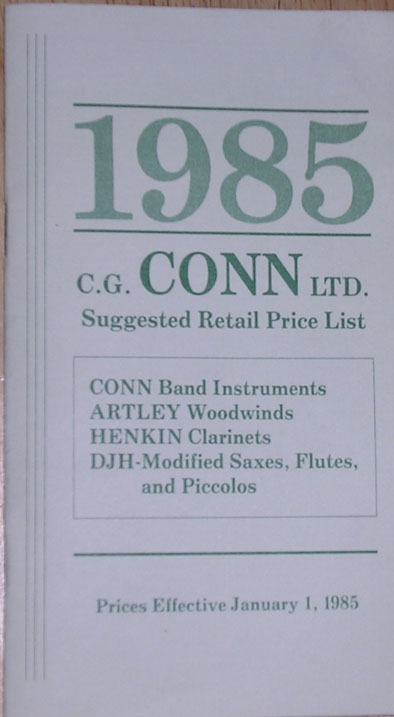 1985
C.G. CONN LTD.
Suggested Retail Price List
CONN Band Instruments
ARTLEY Woodwinds
HENKIN Clarinets
DJH-Modified Saxes, Flutes,
and Piccolos
Prices Effective January 1, 1985